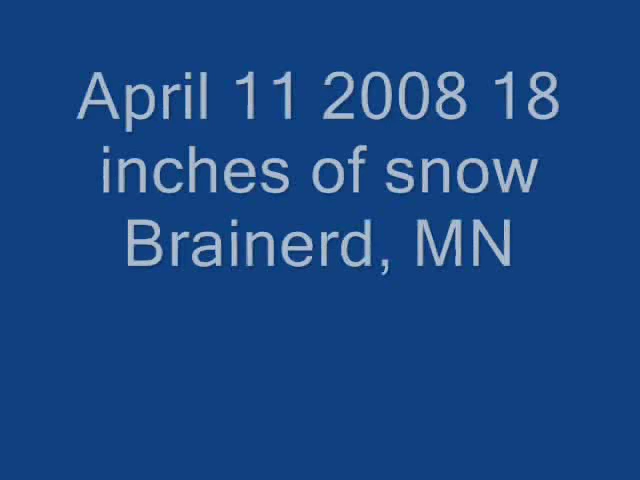 April 11 2008 18
inches of snow
Brainerd, MN